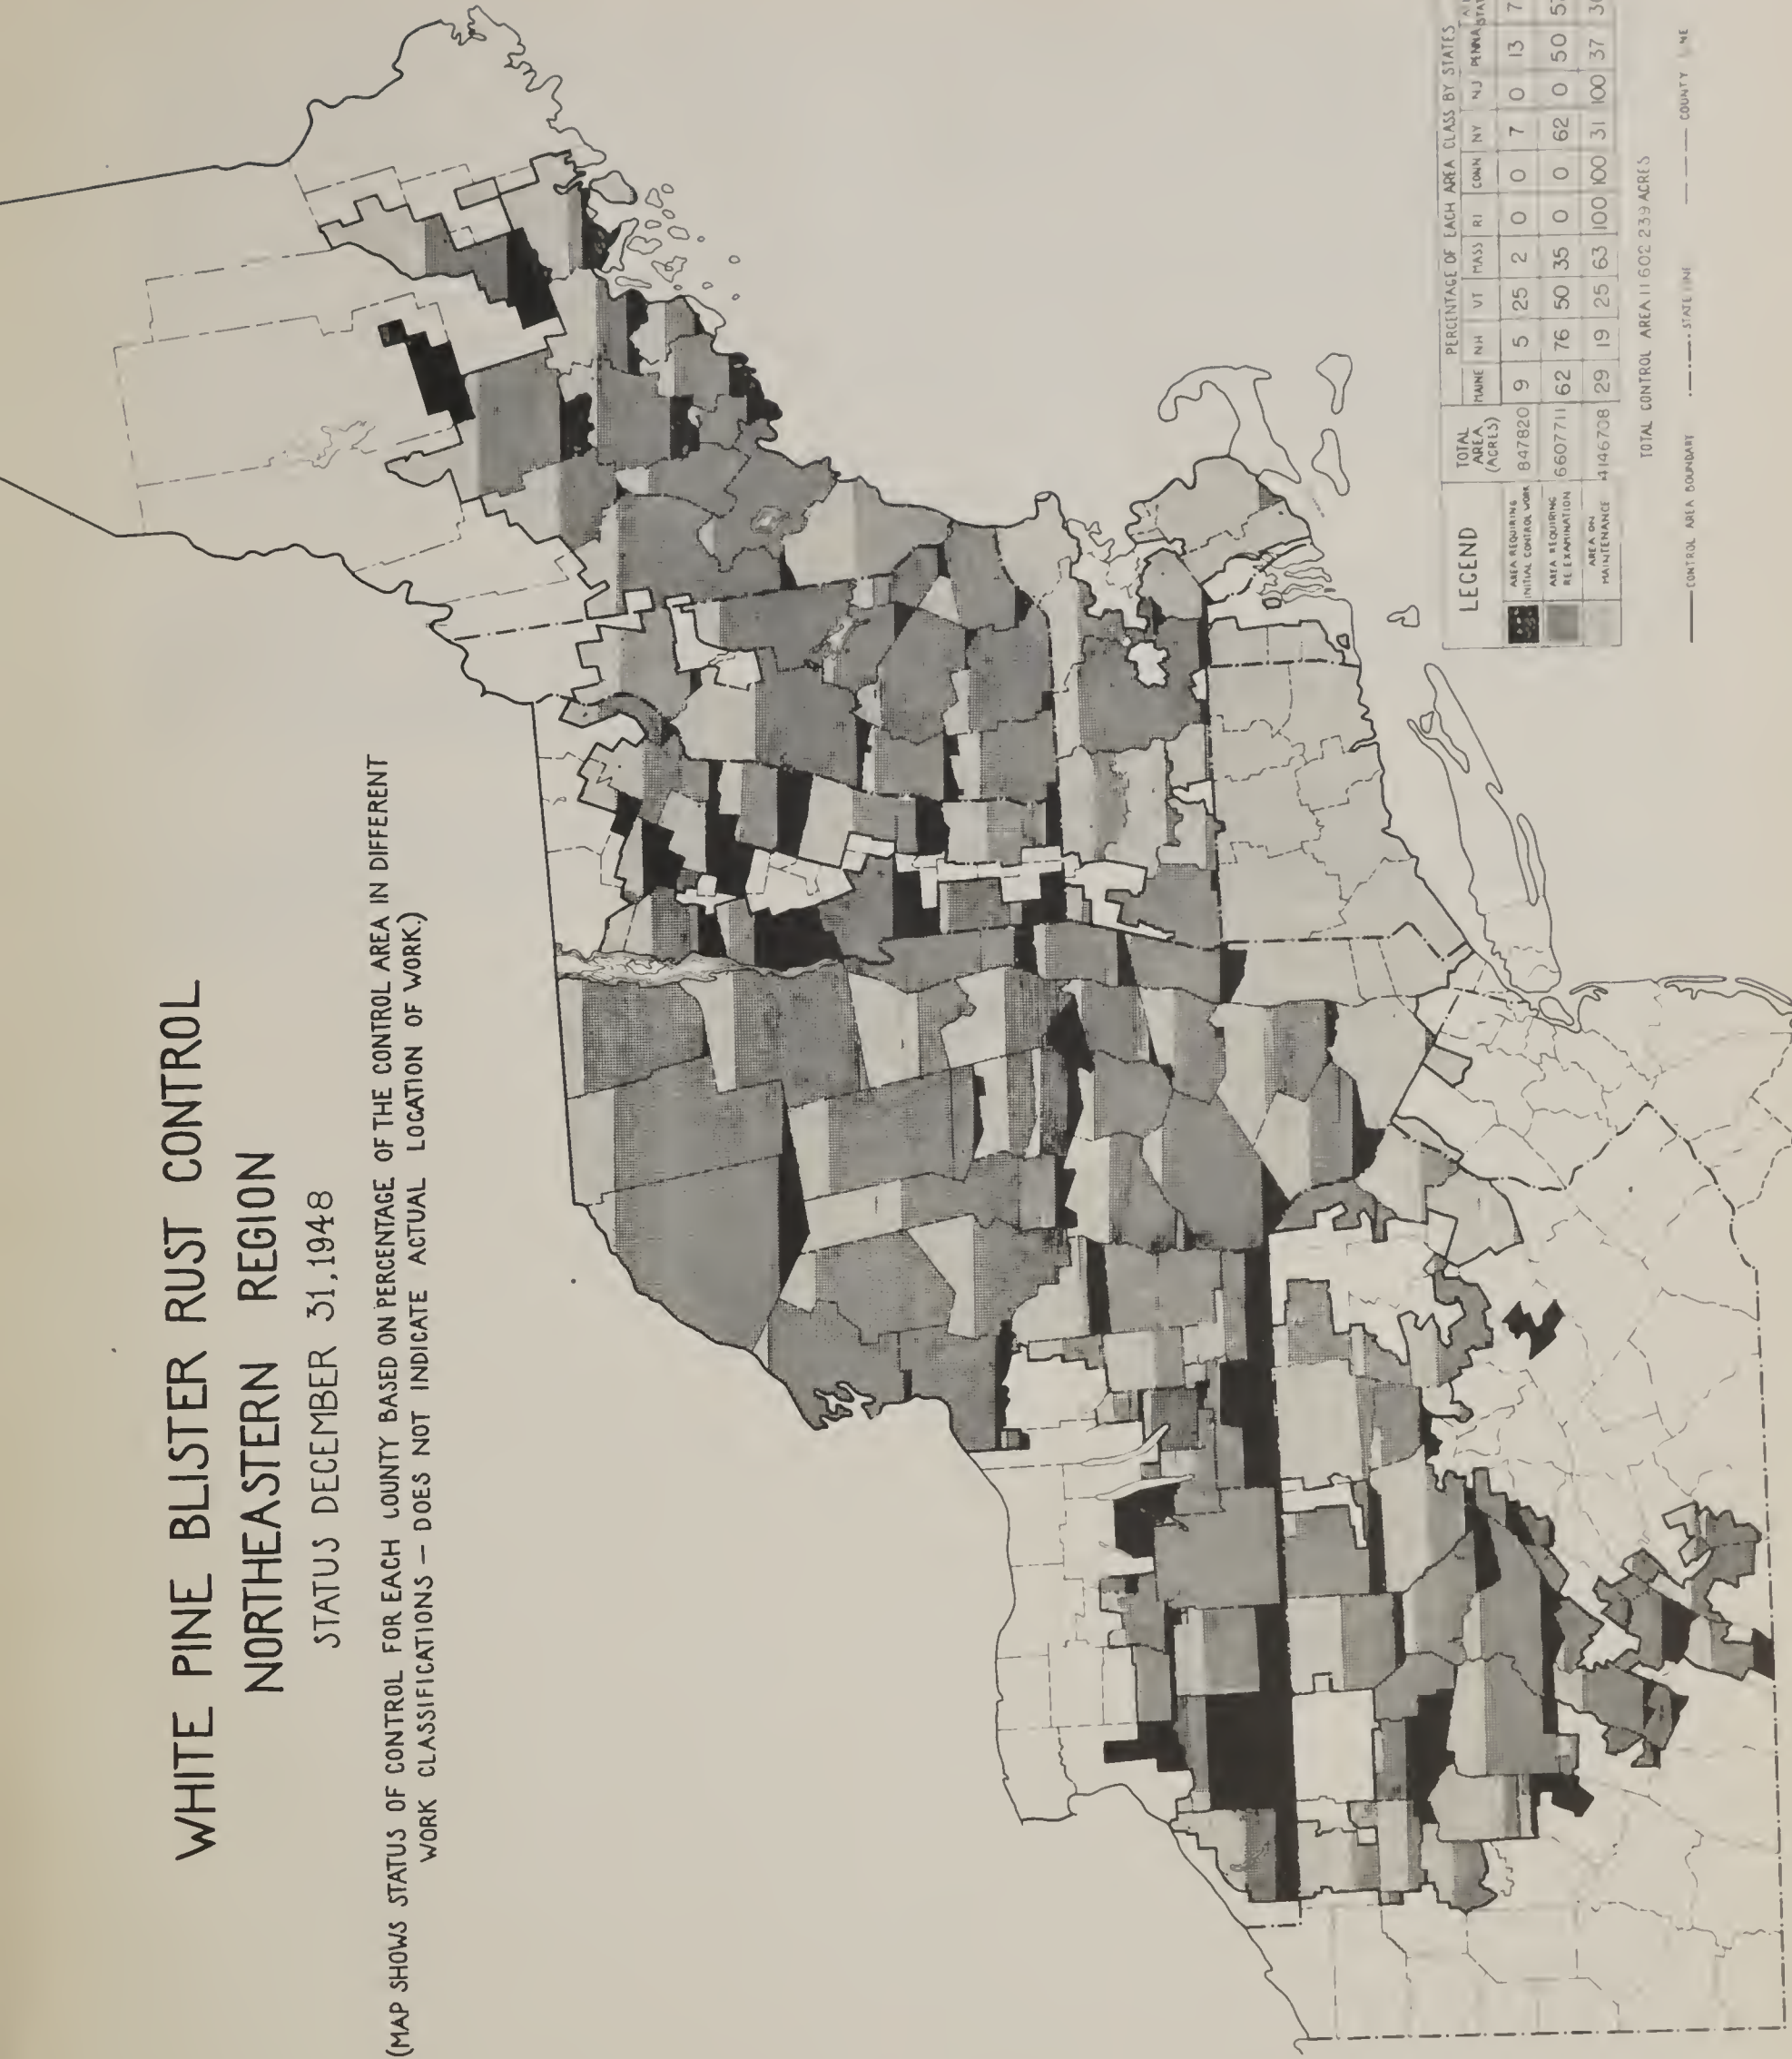 WHITE PINE BLISTER RUST CONTROL
NORTHEASTERN REGION
STATUS DECEMBER 31, 1948
(MAP SHOWS STATUS OF CONTROL FOR EACH COUNTY BASED ON PERCENTAGE OF THE CONTROL AREA IN DIFFERENT
WORK CLASSIFICATIONS — DOES NOT INDICATE ACTUAL LOCATION OF WORK.)
LEGEND
TOTAL AREA (ACRES)
PERCENTAGE OF EACH AREA CLASS BY STATES
MAINE NH VT MASS RI CONN NY NJ PENNA
AREA REQUIRING INITIAL CONTROL WORK 847820 9 5 25 2 0 0 7 0 13 7
AREA REQUIRING RE-EXAMINATION 6607711 62 76 50 35 0 0 62 0 50
AREA ON MAINTENANCE 4146708 29 19 25 63 100 100 31 100 37
TOTAL CONTROL AREA 11 602 239 ACRES
CONTROL AREA BOUNDARY STATE LINE COUNTY LINE